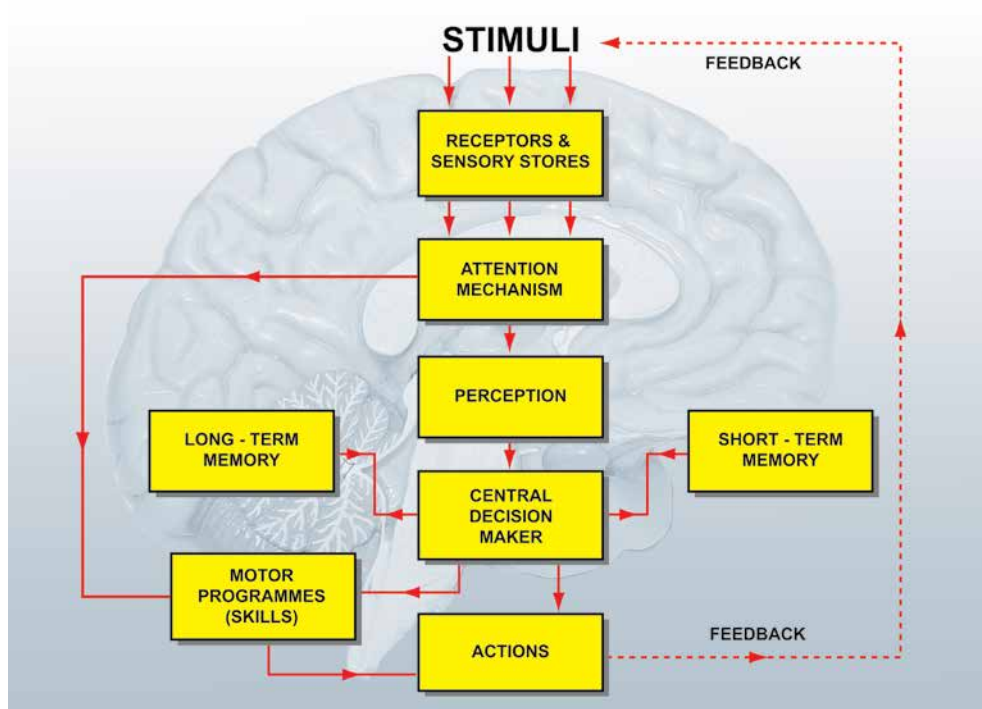 STIMULI
FEEDBACK
RECEPTORS &
SENSORY STORES
ATTENTION
MECHANISM
PERCEPTION
LONG - TERM
MEMORY
SHORT - TERM
MEMORY
CENTRAL
DECISION
MAKER
MOTOR
PROGRAMMES
(SKILLS)
ACTIONS
FEEDBACK